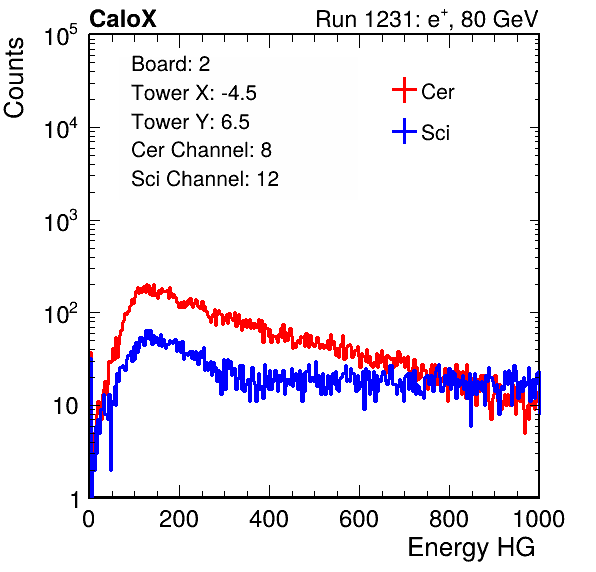 CaloX Run 1231: e⁺, 80 GeV
Counts
Board: 2
Tower X: -4.5
Tower Y: 6.5
Cer Channel: 8
Sci Channel: 12
Cer
Sci
10⁵
10⁴
10³
10²
10
1
0 200 400 600 800 1000
Energy HG